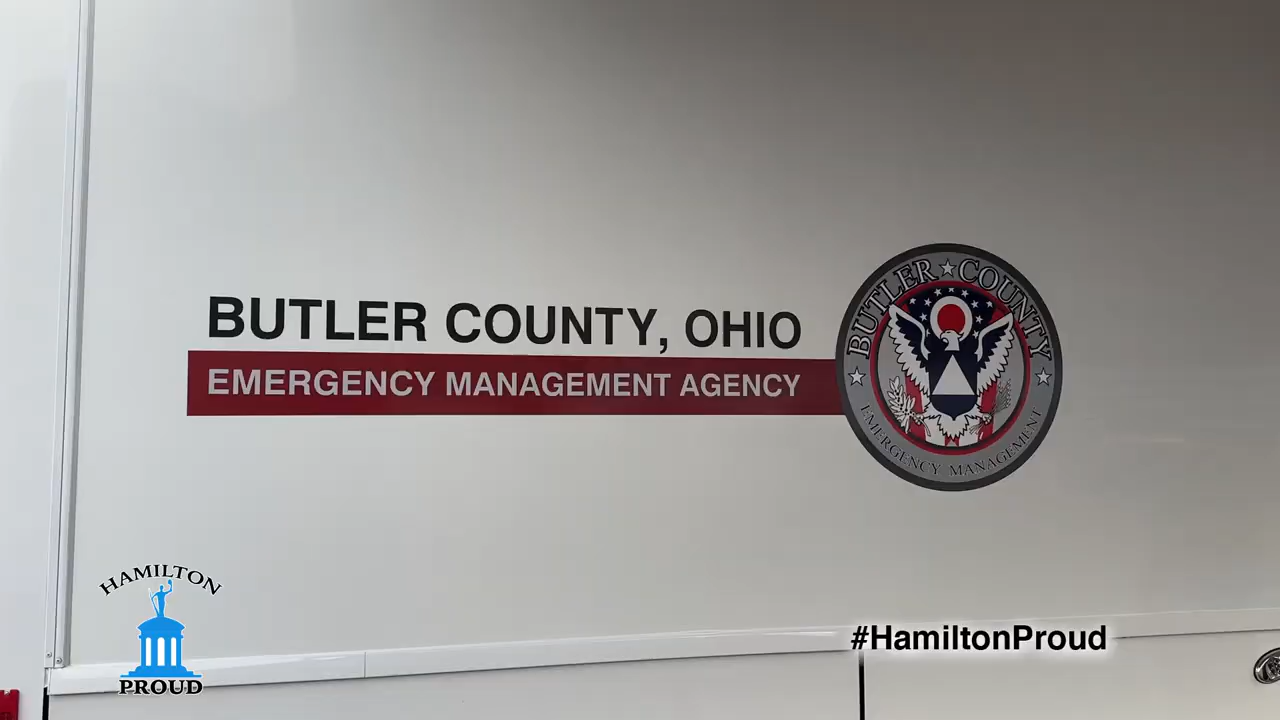 BUTLER COUNTY, OHIO
EMERGENCY MANAGEMENT AGENCY
BUTLER COUNTY
EMERGENCY MANAGEMENT
HAMILTON
PROUD
#HamiltonProud